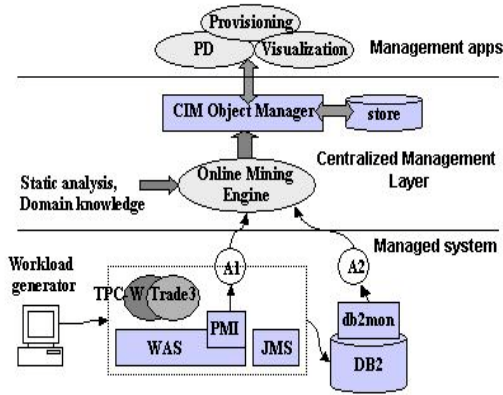 Provisioning
PD
Visualization
Management apps
CIM Object Manager
store
Centralized Management
Layer
Online Mining
Engine
Static analysis,
Domain knowledge
Managed system
Workload
generator
A1
A2
TPC-W
Trade3
PMI
db2mon
WAS
JMS
DB2